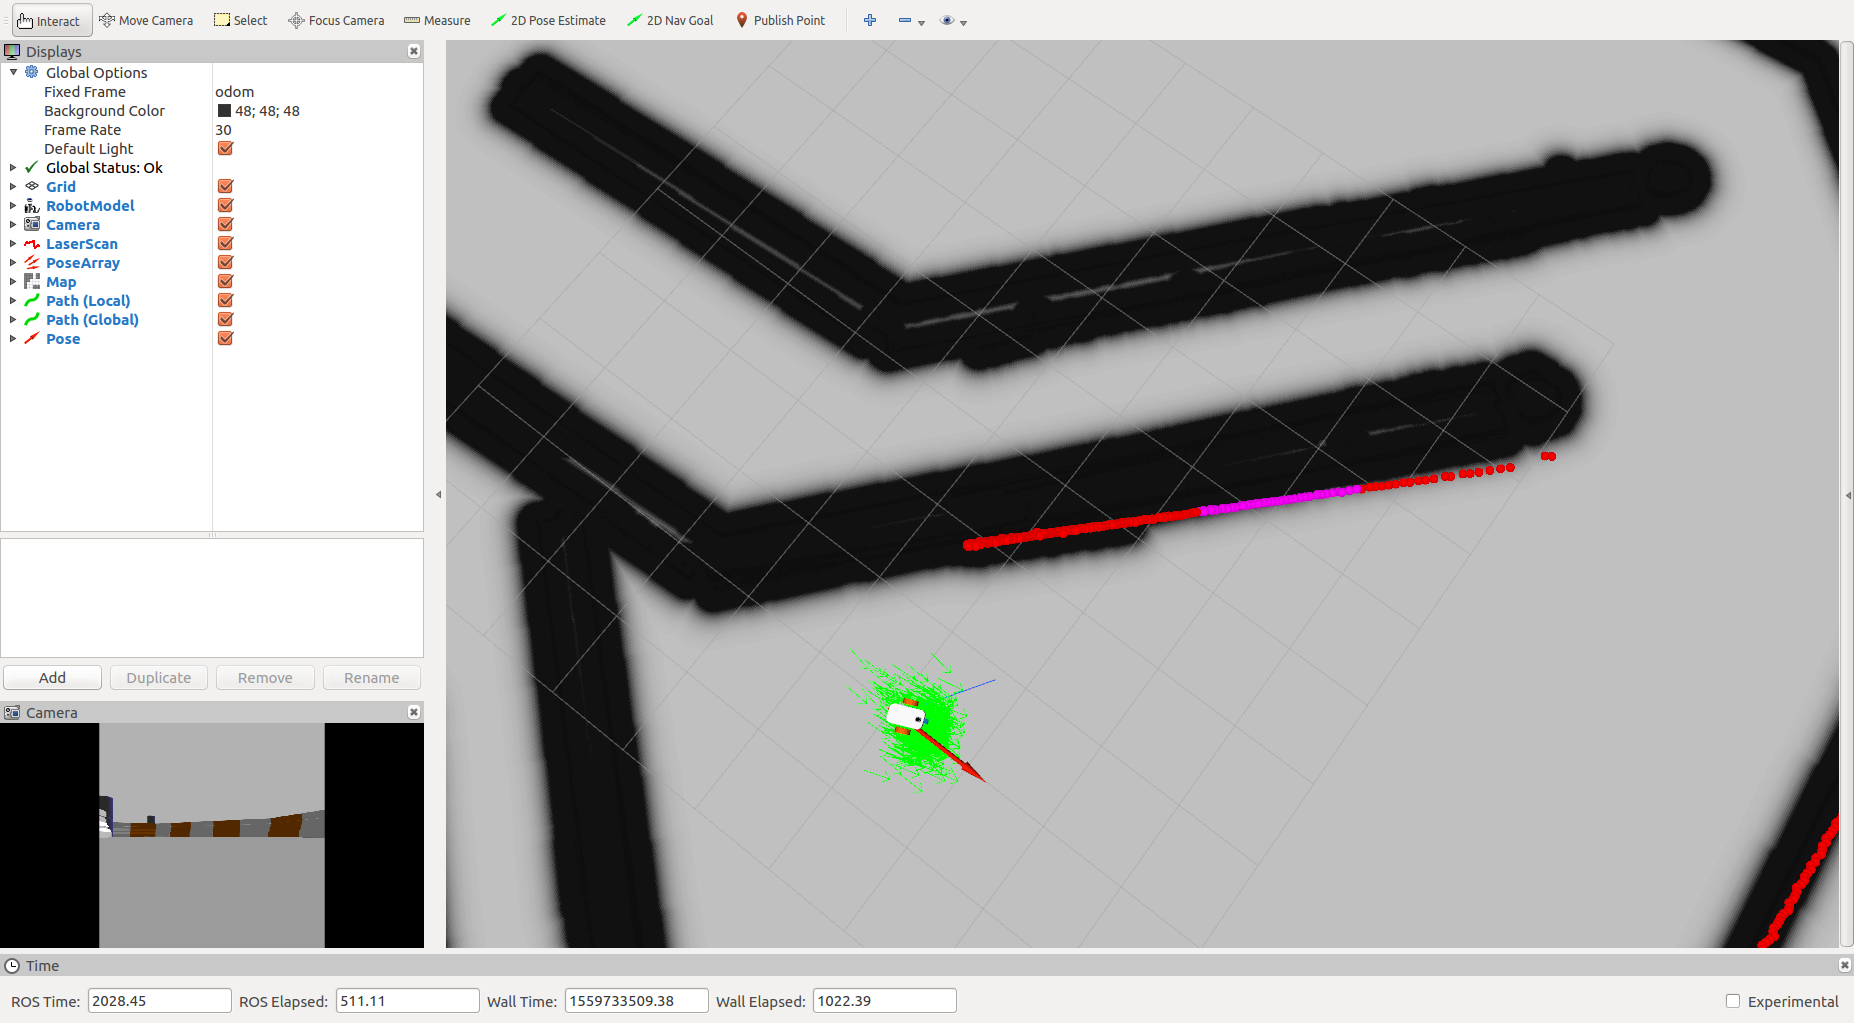 Interact Move Camera Select Focus Camera Measure 2D Pose Estimate 2D Nav Goal Publish Point
Displays
Global Options
Fixed Frame odom
Background Color 48; 48; 48
Frame Rate 30
Default Light
Global Status: Ok
Grid
RobotModel
Camera
LaserScan
PoseArray
Map
Path (Local)
Path (Global)
Pose
Add Duplicate Remove Rename
Camera
Time
ROS Time: 2028.45 ROS Elapsed: 511.11 Wall Time: 1559733509.38 Wall Elapsed: 1022.39 Experimental